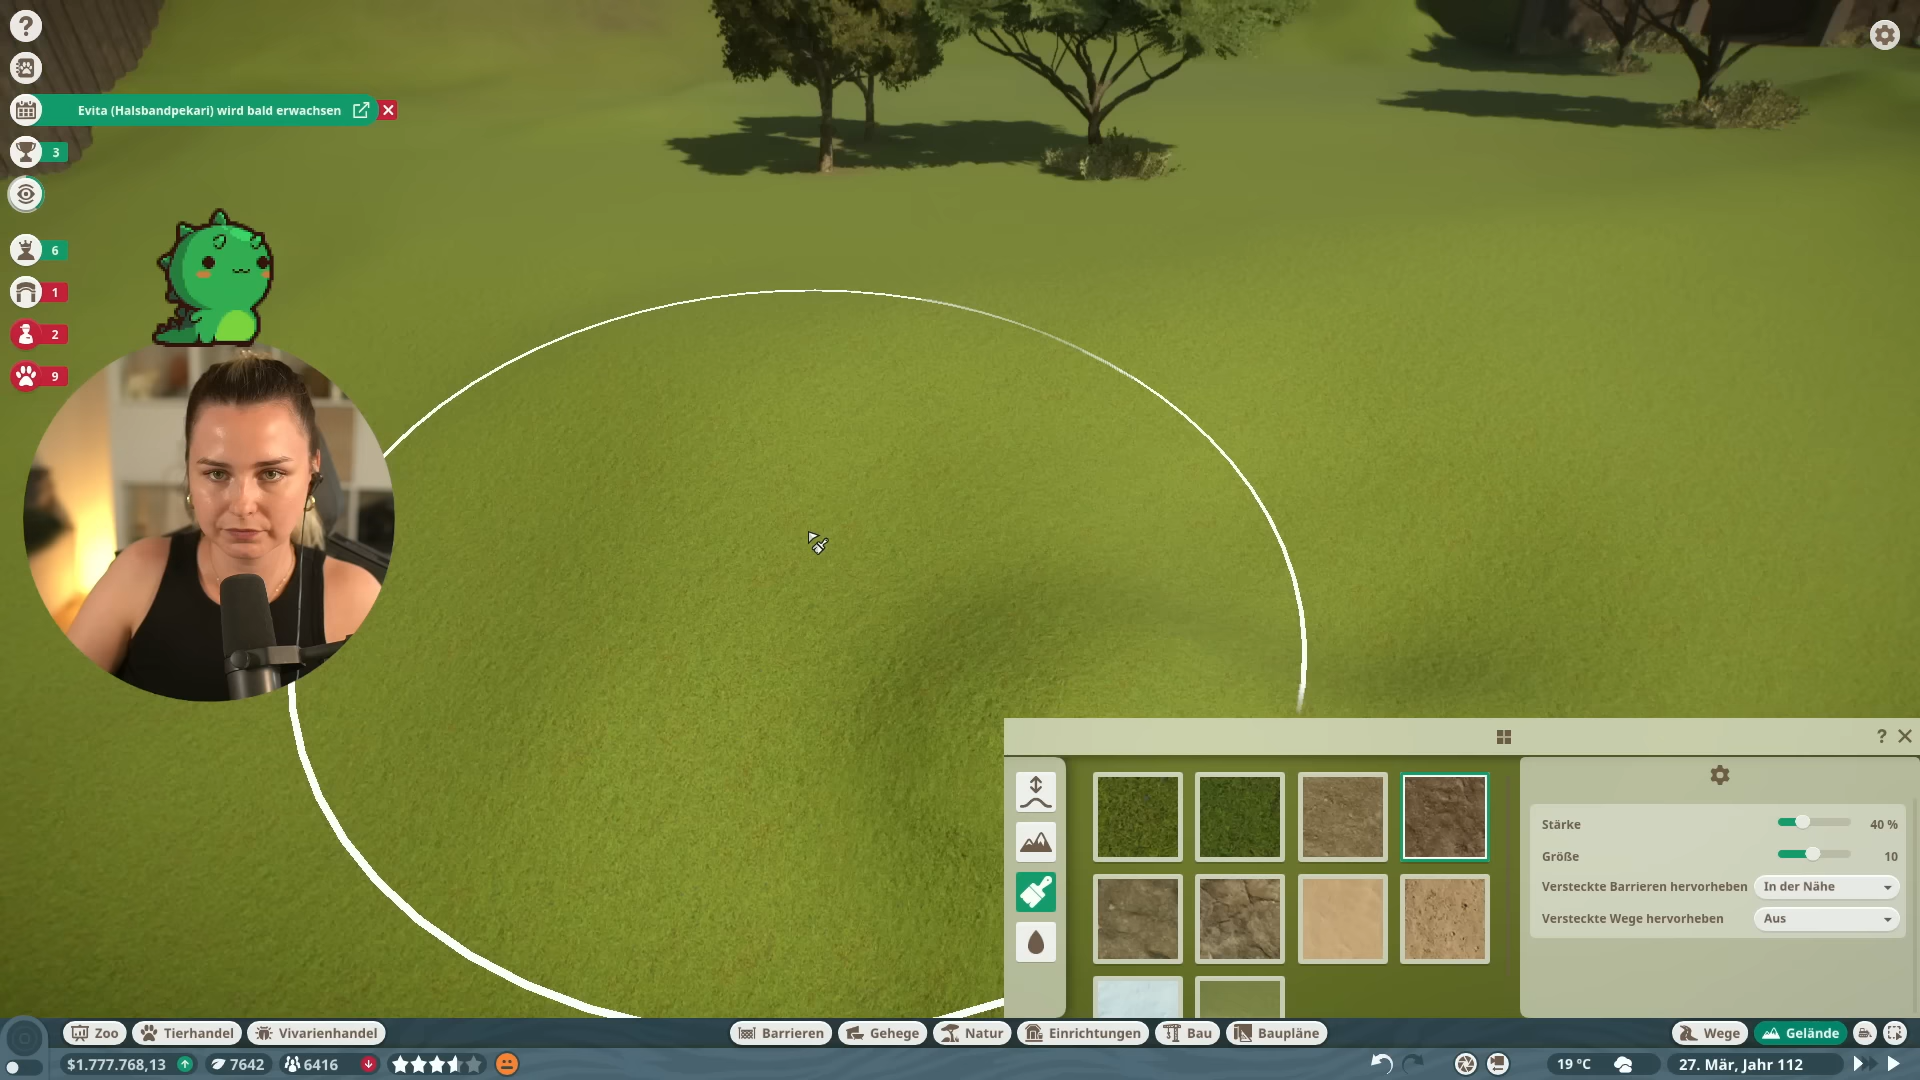 ?
Evita (Halsbandpekari) wird bald erwachsen
3
6
1
2
9
?
Stärke 40 %
Größe 10
Versteckte Barrieren hervorheben In der Nähe
Versteckte Wege hervorheben Aus
Zoo Tierhandel Vivarienhandel Barrieren Gehege Natur Einrichtungen Bau Baupläne Wege Gelände
$1.777.768,13 7642 6416 19 °C 27. Mär, Jahr 112